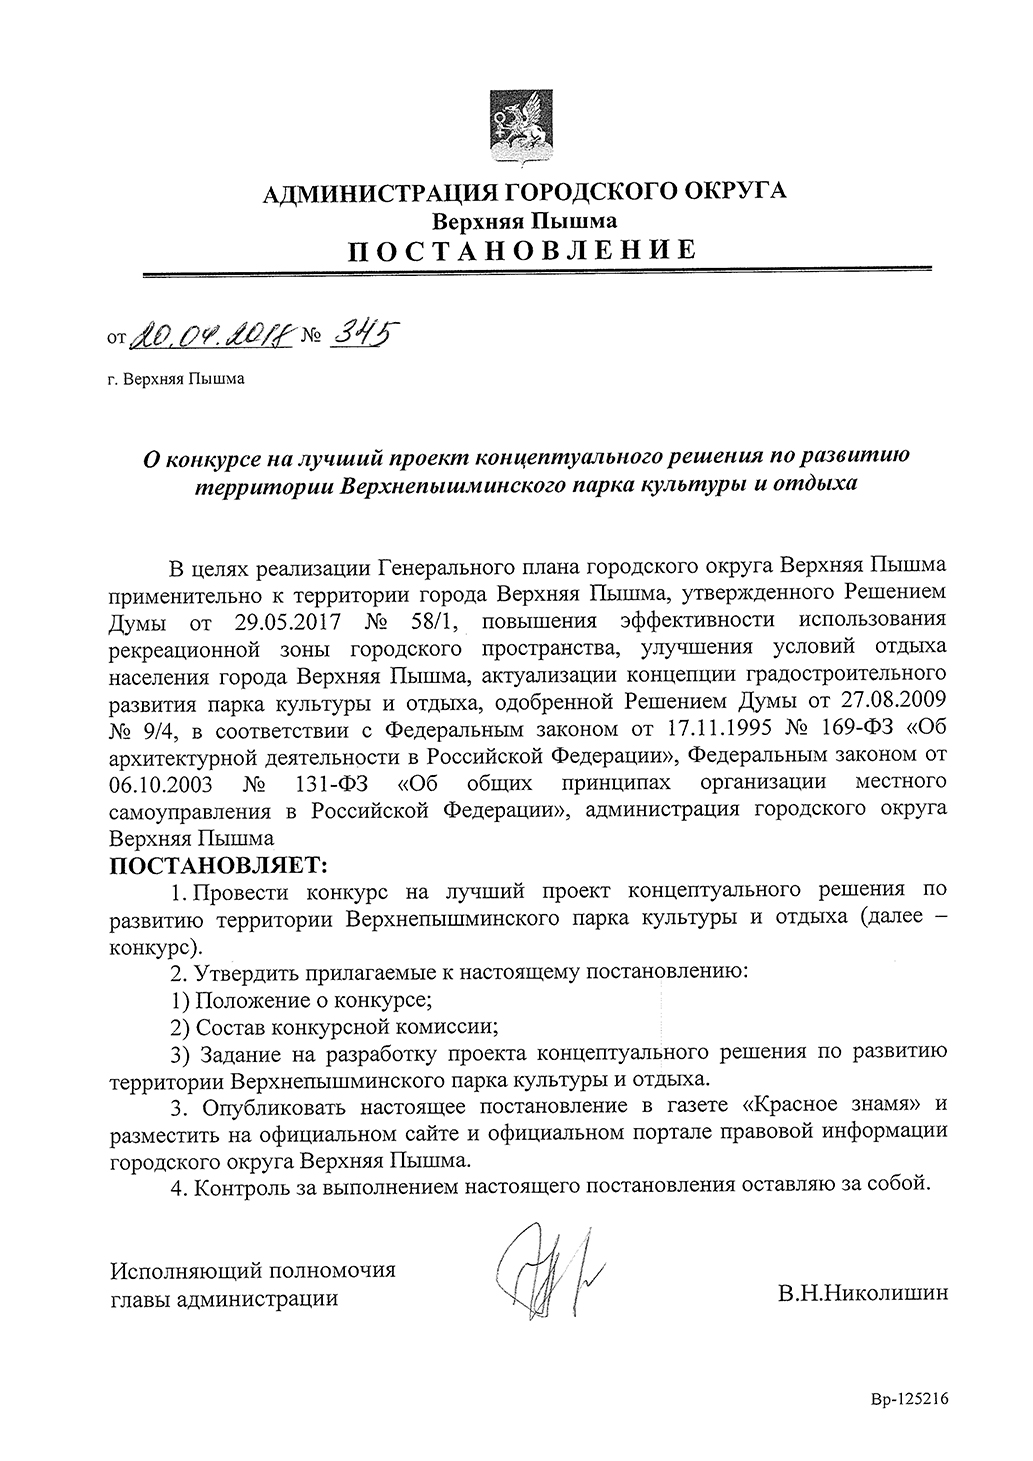 АДМИНИСТРАЦИЯ ГОРОДСКОГО ОКРУГА
Верхняя Пышма
ПОСТАНОВЛЕНИЕ
от 20.04.2018 № 345
г. Верхняя Пышма
О конкурсе на лучший проект концептуального решения по развитию
территории Верхнепышминского парка культуры и отдыха
В целях реализации Генерального плана городского округа Верхняя Пышма
применительно к территории города Верхняя Пышма, утвержденного Решением
Думы от 29.05.2017 № 58/1, повышения эффективности использования
рекреационной зоны городского пространства, улучшения условий отдыха
населения города Верхняя Пышма, актуализации концепции градостроительного
развития парка культуры и отдыха, одобренной Решением Думы от 27.08.2009
№ 9/4, в соответствии с Федеральным законом от 17.11.1995 № 169-ФЗ «Об
архитектурной деятельности в Российской Федерации», Федеральным законом от
06.10.2003 № 131-ФЗ «Об общих принципах организации местного
самоуправления в Российской Федерации», администрация городского округа
Верхняя Пышма
ПОСТАНОВЛЯЕТ:
1. Провести конкурс на лучший проект концептуального решения по
развитию территории Верхнепышминского парка культуры и отдыха (далее –
конкурс).
2. Утвердить прилагаемые к настоящему постановлению:
1) Положение о конкурсе;
2) Состав конкурсной комиссии;
3) Задание на разработку проекта концептуального решения по развитию
территории Верхнепышминского парка культуры и отдыха.
3. Опубликовать настоящее постановление в газете «Красное знамя» и
разместить на официальном сайте и официальном портале правовой информации
городского округа Верхняя Пышма.
4. Контроль за выполнением настоящего постановления оставляю за собой.
Исполняющий полномочия
главы администрации
В.Н.Николишин
Вр-125216